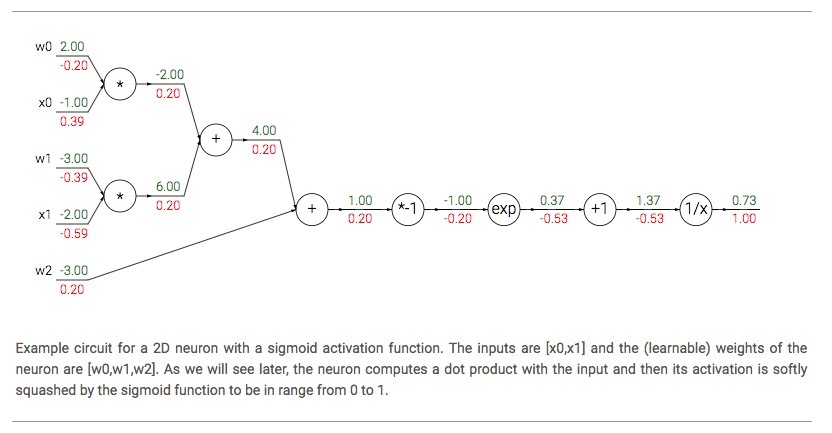 w0 2.00
-0.20
*
-2.00
0.20
x0 -1.00
0.39
+
4.00
0.20
w1 -3.00
-0.39
*
6.00
0.20
x1 -2.00
-0.59
+
1.00
0.20
*-1
-1.00
-0.20
exp
0.37
-0.53
+1
1.37
-0.53
1/x
0.73
1.00
w2 -3.00
0.20
Example circuit for a 2D neuron with a sigmoid activation function. The inputs are [x0,x1] and the (learnable) weights of the
neuron are [w0,w1,w2]. As we will see later, the neuron computes a dot product with the input and then its activation is softly
squashed by the sigmoid function to be in range from 0 to 1.